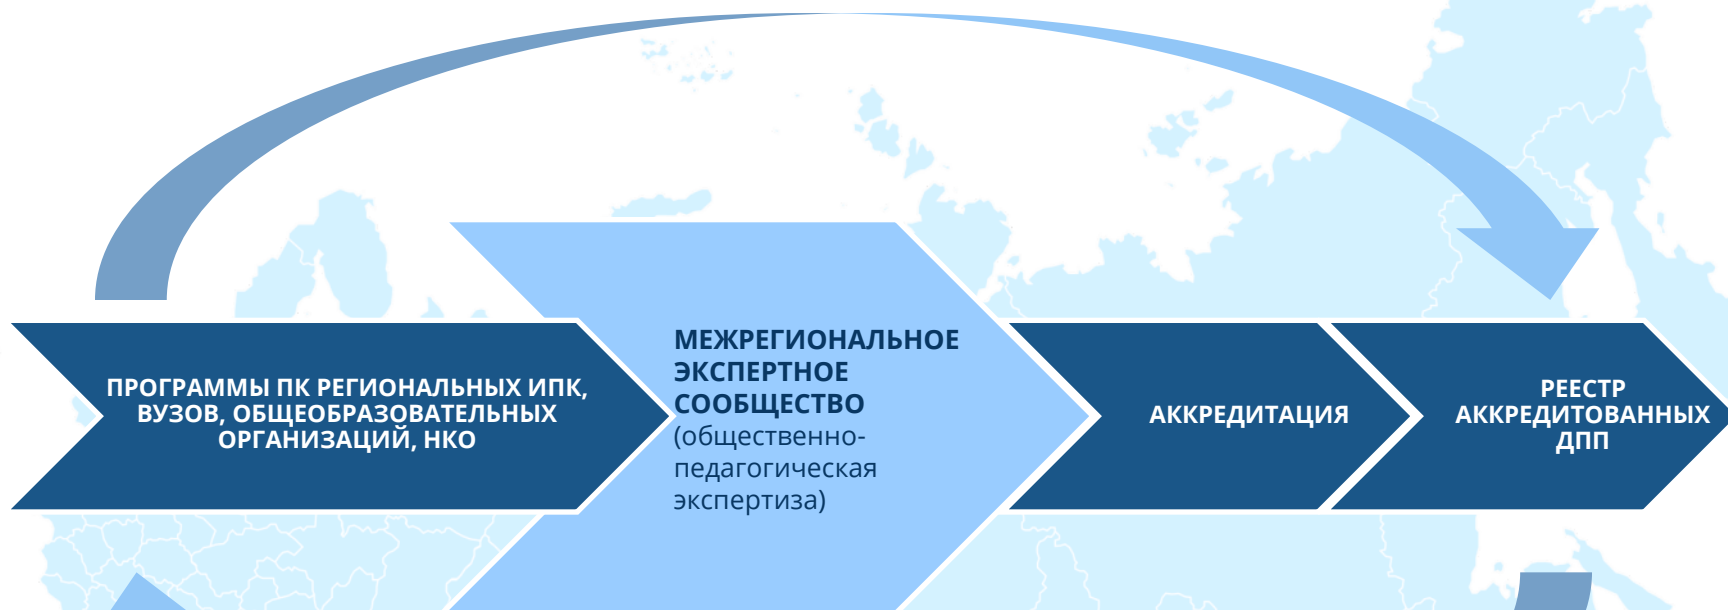 ПРОГРАММЫ ПК РЕГИОНАЛЬНЫХ ИПК,
ВУЗОВ, ОБЩЕОБРАЗОВАТЕЛЬНЫХ
ОРГАНИЗАЦИЙ, НКО
МЕЖРЕГИОНАЛЬНОЕ
ЭКСПЕРТНОЕ
СООБЩЕСТВО
(общественно-
педагогическая
экспертиза)
АККРЕДИТАЦИЯ
РЕЕСТР
АККРЕДИТОВАННЫХ
ДПП